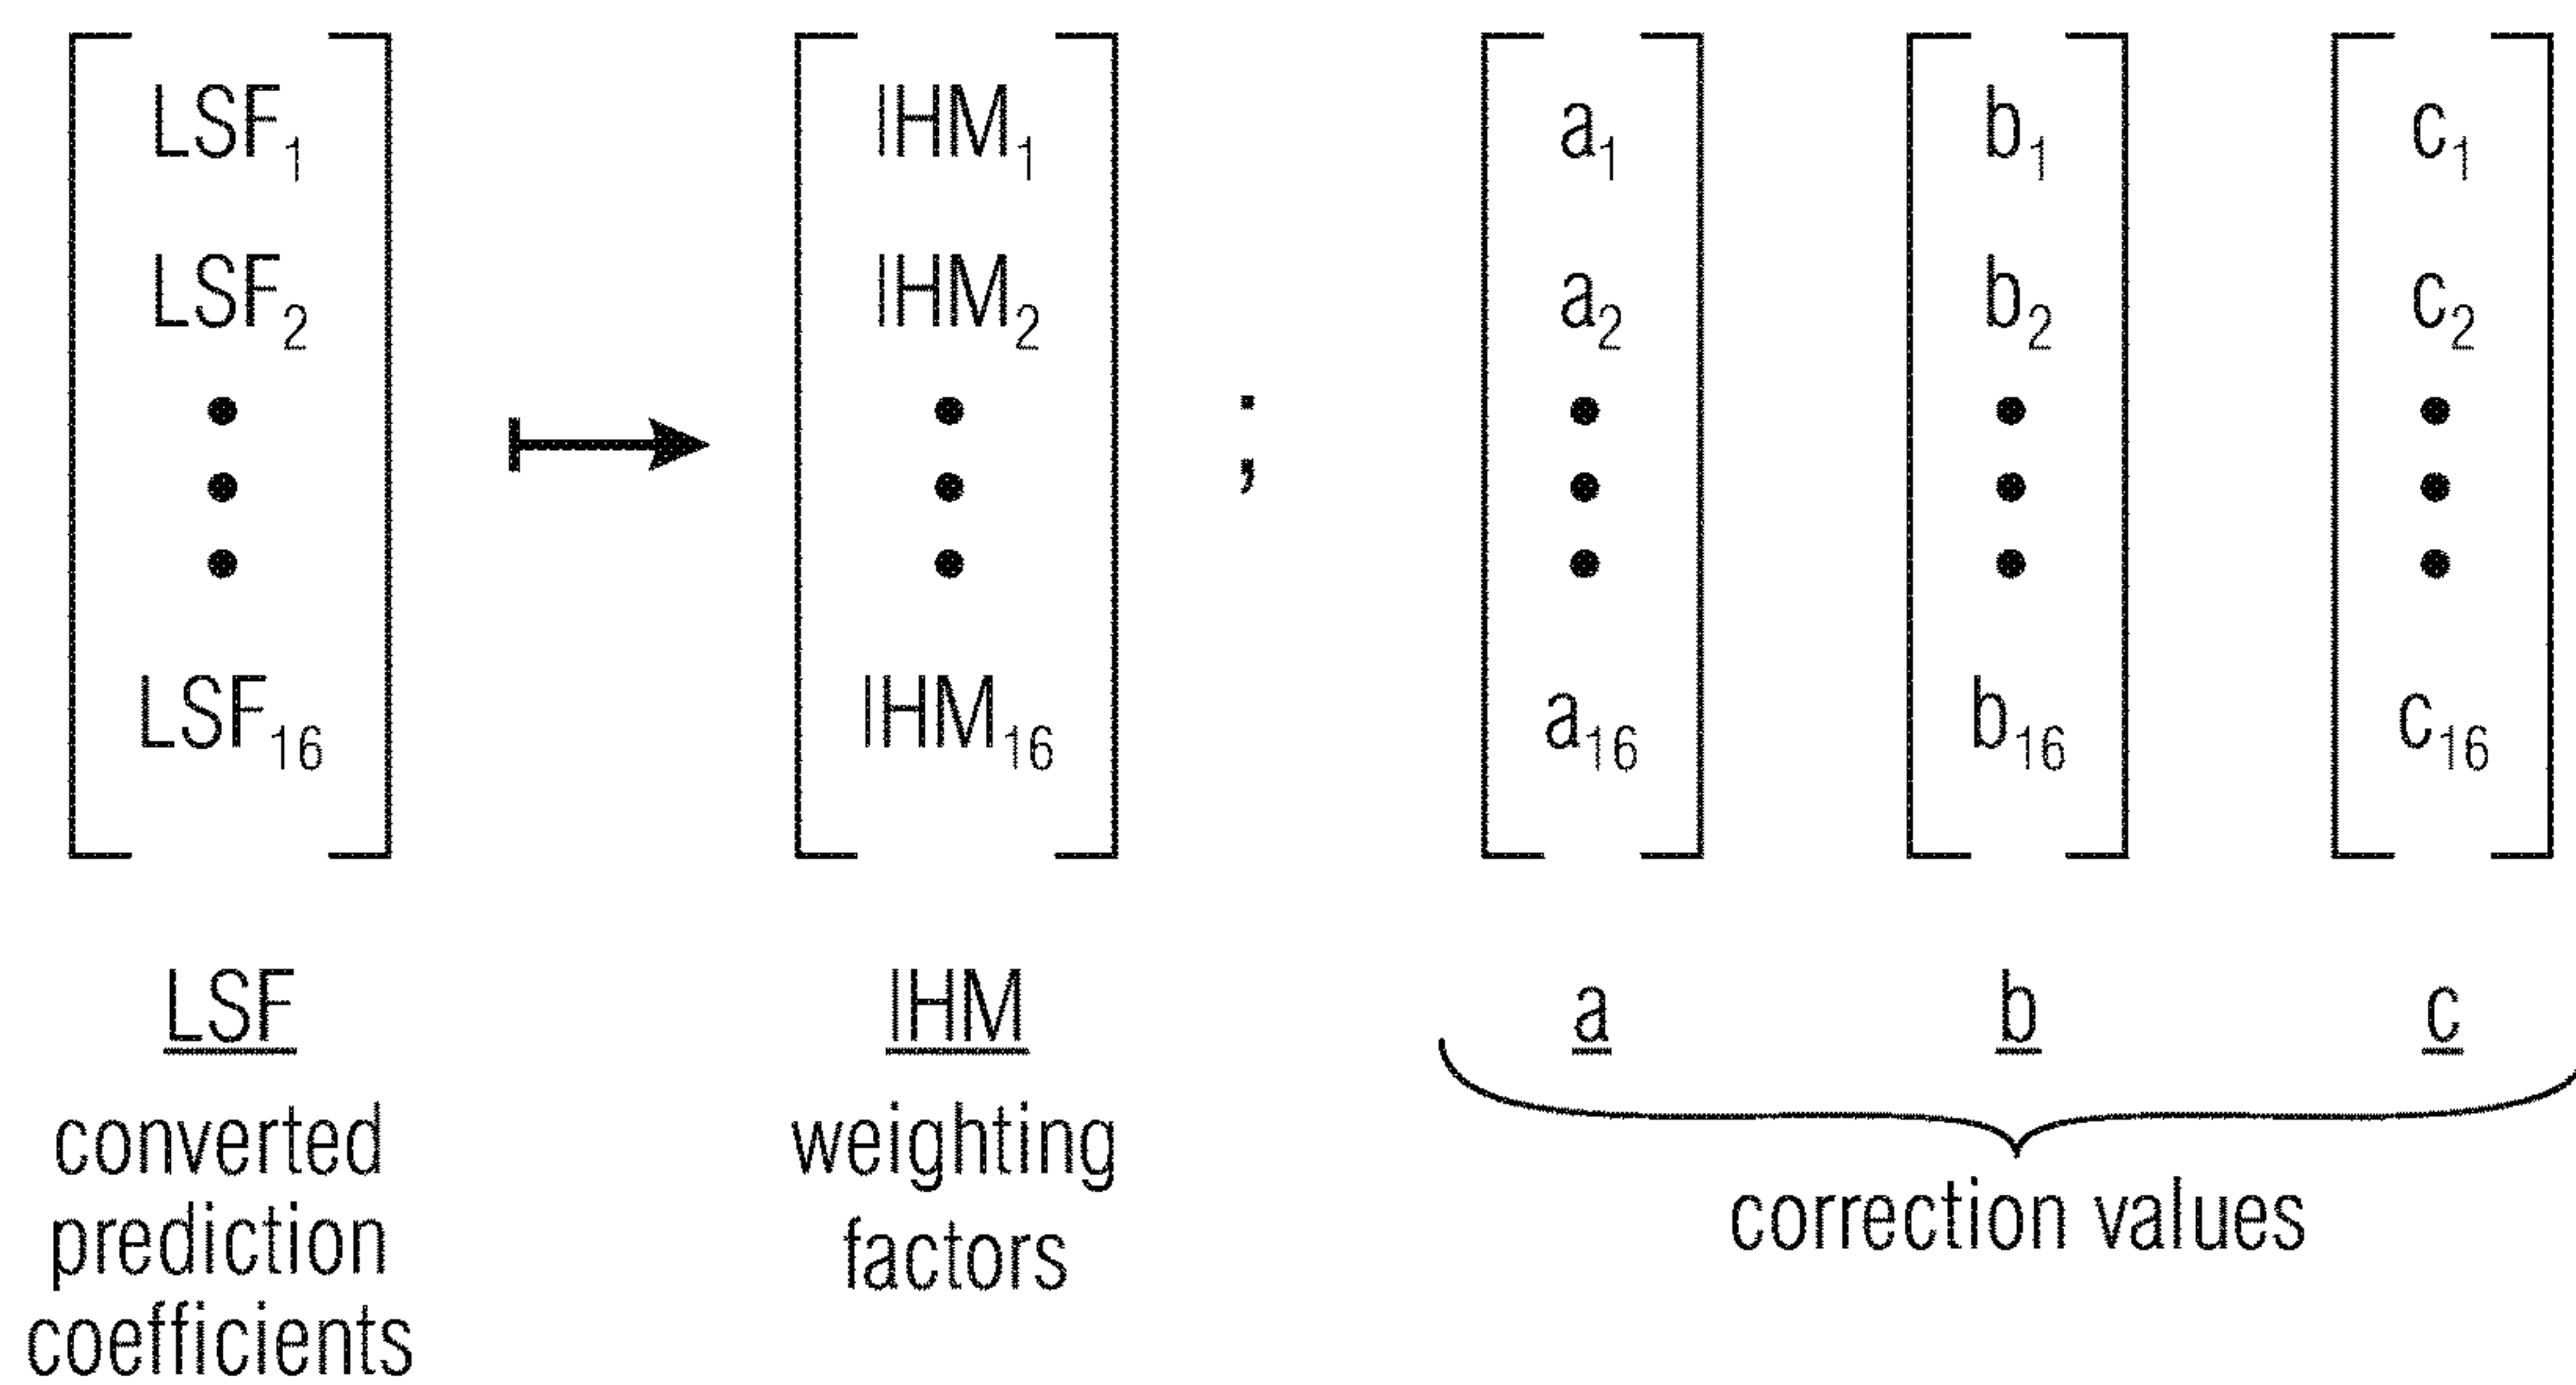 LSF₁ IHM₁ a₁ b₁ c₁
LSF₂ IHM₂ a₂ b₂ c₂
;
LSF₁₆ IHM₁₆ a₁₆ b₁₆ c₁₆
LSF IHM a b c
converted weighting
prediction factors correction values
coefficients